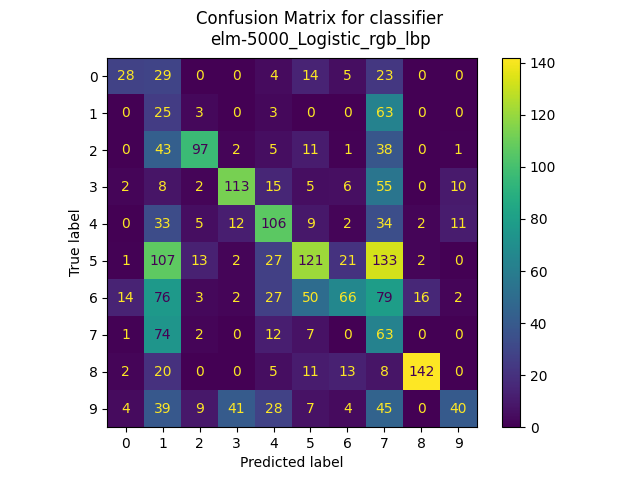 Confusion Matrix for classifier
elm-5000_Logistic_rgb_lbp
0 28 29 0 0 4 14 5 23 0 0
1 0 25 3 0 3 0 0 63 0 0
2 0 43 97 2 5 11 1 38 0 1
3 2 8 2 113 15 5 6 55 0 10
4 0 33 5 12 106 9 2 34 2 11
5 1 107 13 2 27 121 21 133 2 0
6 14 76 3 2 27 50 66 79 16 2
7 1 74 2 0 12 7 0 63 0 0
8 2 20 0 0 5 11 13 8 142 0
9 4 39 9 41 28 7 4 45 0 40
0 1 2 3 4 5 6 7 8 9
Predicted label
True label
140
120
100
80
60
40
20
0